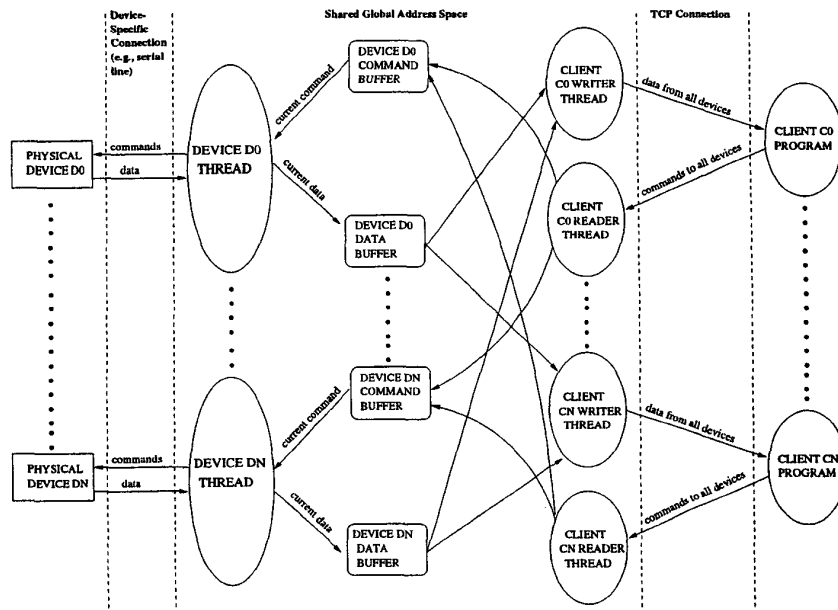 Device-
Specific
Connection
(e.g., serial
line)
Shared Global Address Space
TCP Connection
DEVICE D0
COMMAND
BUFFER
current command
CLIENT
C0 WRITER
THREAD
data from all devices
commands
PHYSICAL
DEVICE D0
data
DEVICE D0
THREAD
CLIENT C0
PROGRAM
current data
commands to all devices
DEVICE D0
DATA
BUFFER
CLIENT
C0 READER
THREAD
DEVICE DN
COMMAND
BUFFER
current command
CLIENT
CN WRITER
THREAD
data from all devices
commands
PHYSICAL
DEVICE DN
data
DEVICE DN
THREAD
CLIENT CN
PROGRAM
current data
commands to all devices
DEVICE DN
DATA
BUFFER
CLIENT
CN READER
THREAD